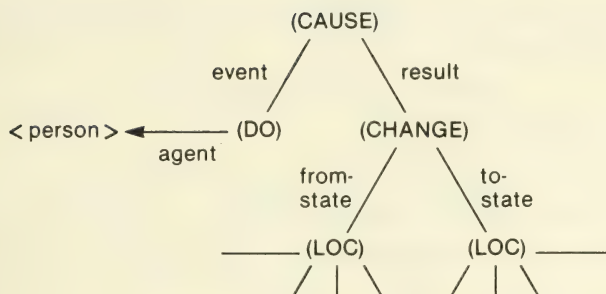 (CAUSE)
event result
<person> (DO) (CHANGE)
agent
from- to-
state state
(LOC) (LOC)